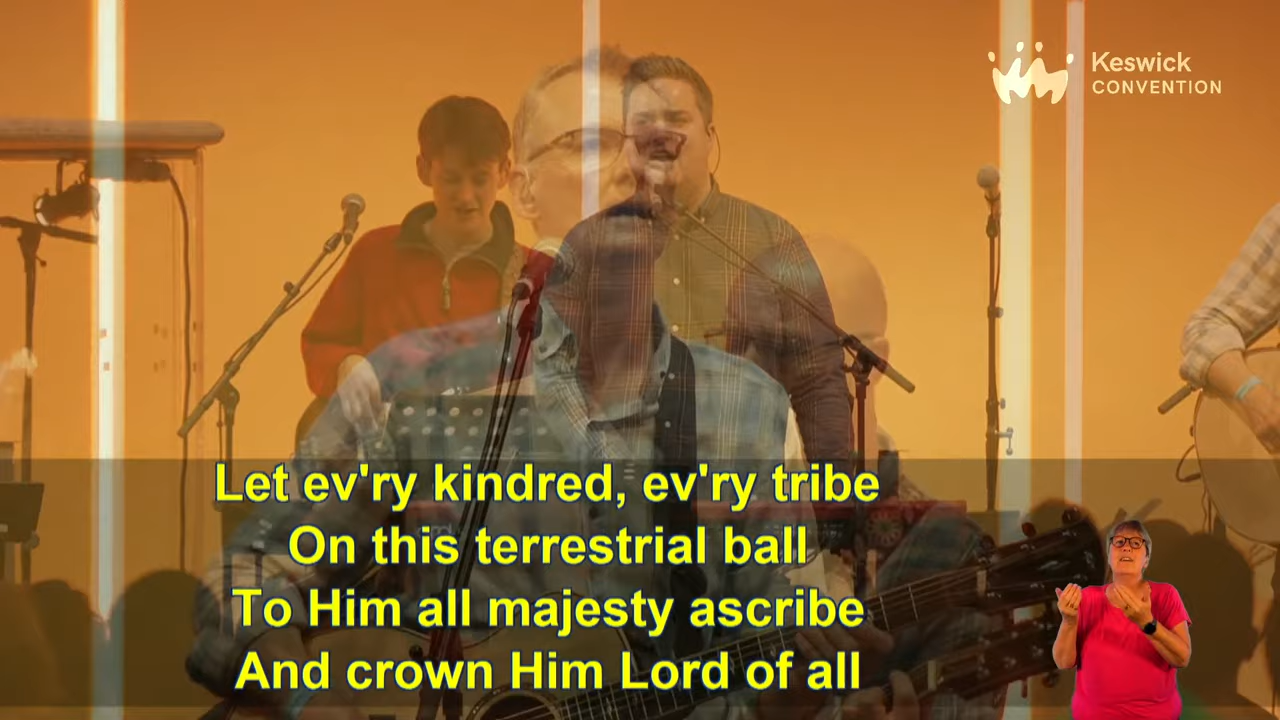 Keswick
CONVENTION
Let ev'ry kindred, ev'ry tribe
On this terrestrial ball
To Him all majesty ascribe
And crown Him Lord of all